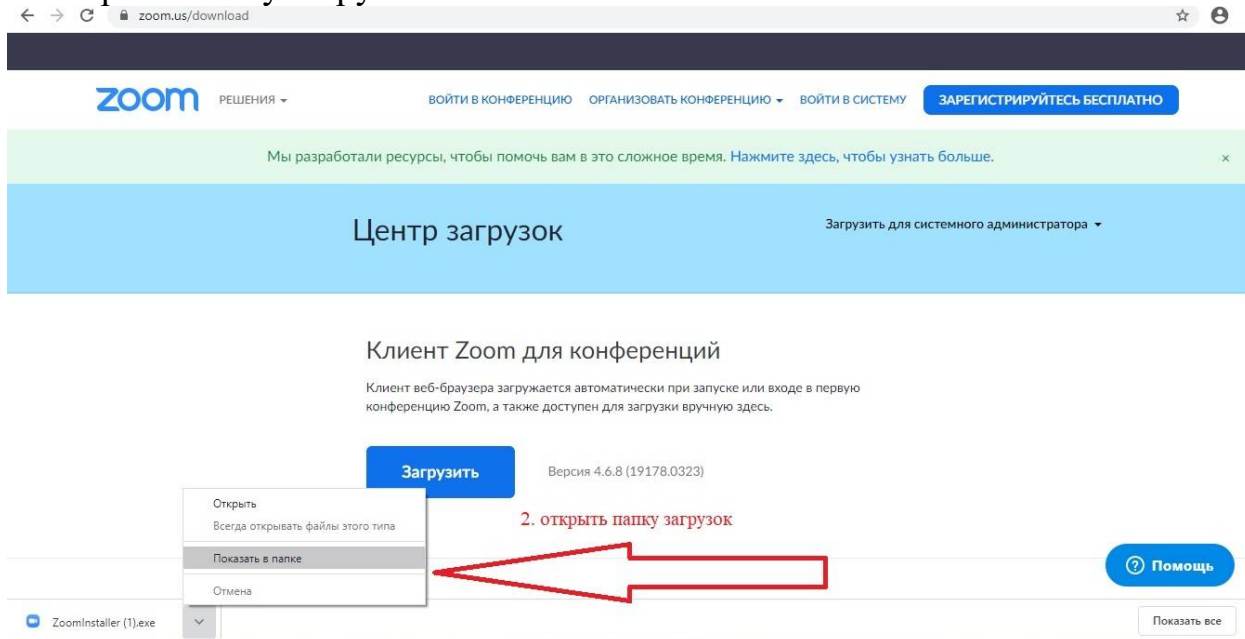 zoom.us/download
zoom РЕШЕНИЯ ВОЙТИ В КОНФЕРЕНЦИЮ ОРГАНИЗОВАТЬ КОНФЕРЕНЦИЮ ВОЙТИ В СИСТЕМУ ЗАРЕГИСТРИРУЙТЕСЬ БЕСПЛАТНО
Мы разработали ресурсы, чтобы помочь вам в это сложное время. Нажмите здесь, чтобы узнать больше. ×
Центр загрузок
Загрузить для системного администратора
Клиент Zoom для конференций
Клиент веб-браузера загружается автоматически при запуске или входе в первую
конференцию Zoom, а также доступен для загрузки вручную здесь.
Загрузить Версия 4.6.8 (19178.0323)
Открыть
Всегда открывать файлы этого типа
Показать в папке
Отмена
2. открыть папку загрузок
Помощь
ZoomInstaller (1).exe
Показать все